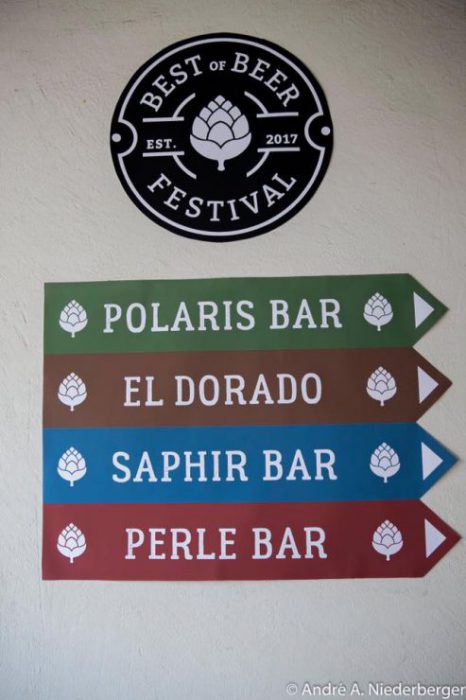 BEST OF BEER
EST. 2017
FESTIVAL
POLARIS BAR
EL DORADO
SAPHIR BAR
PERLE BAR
© André A. Niederberger